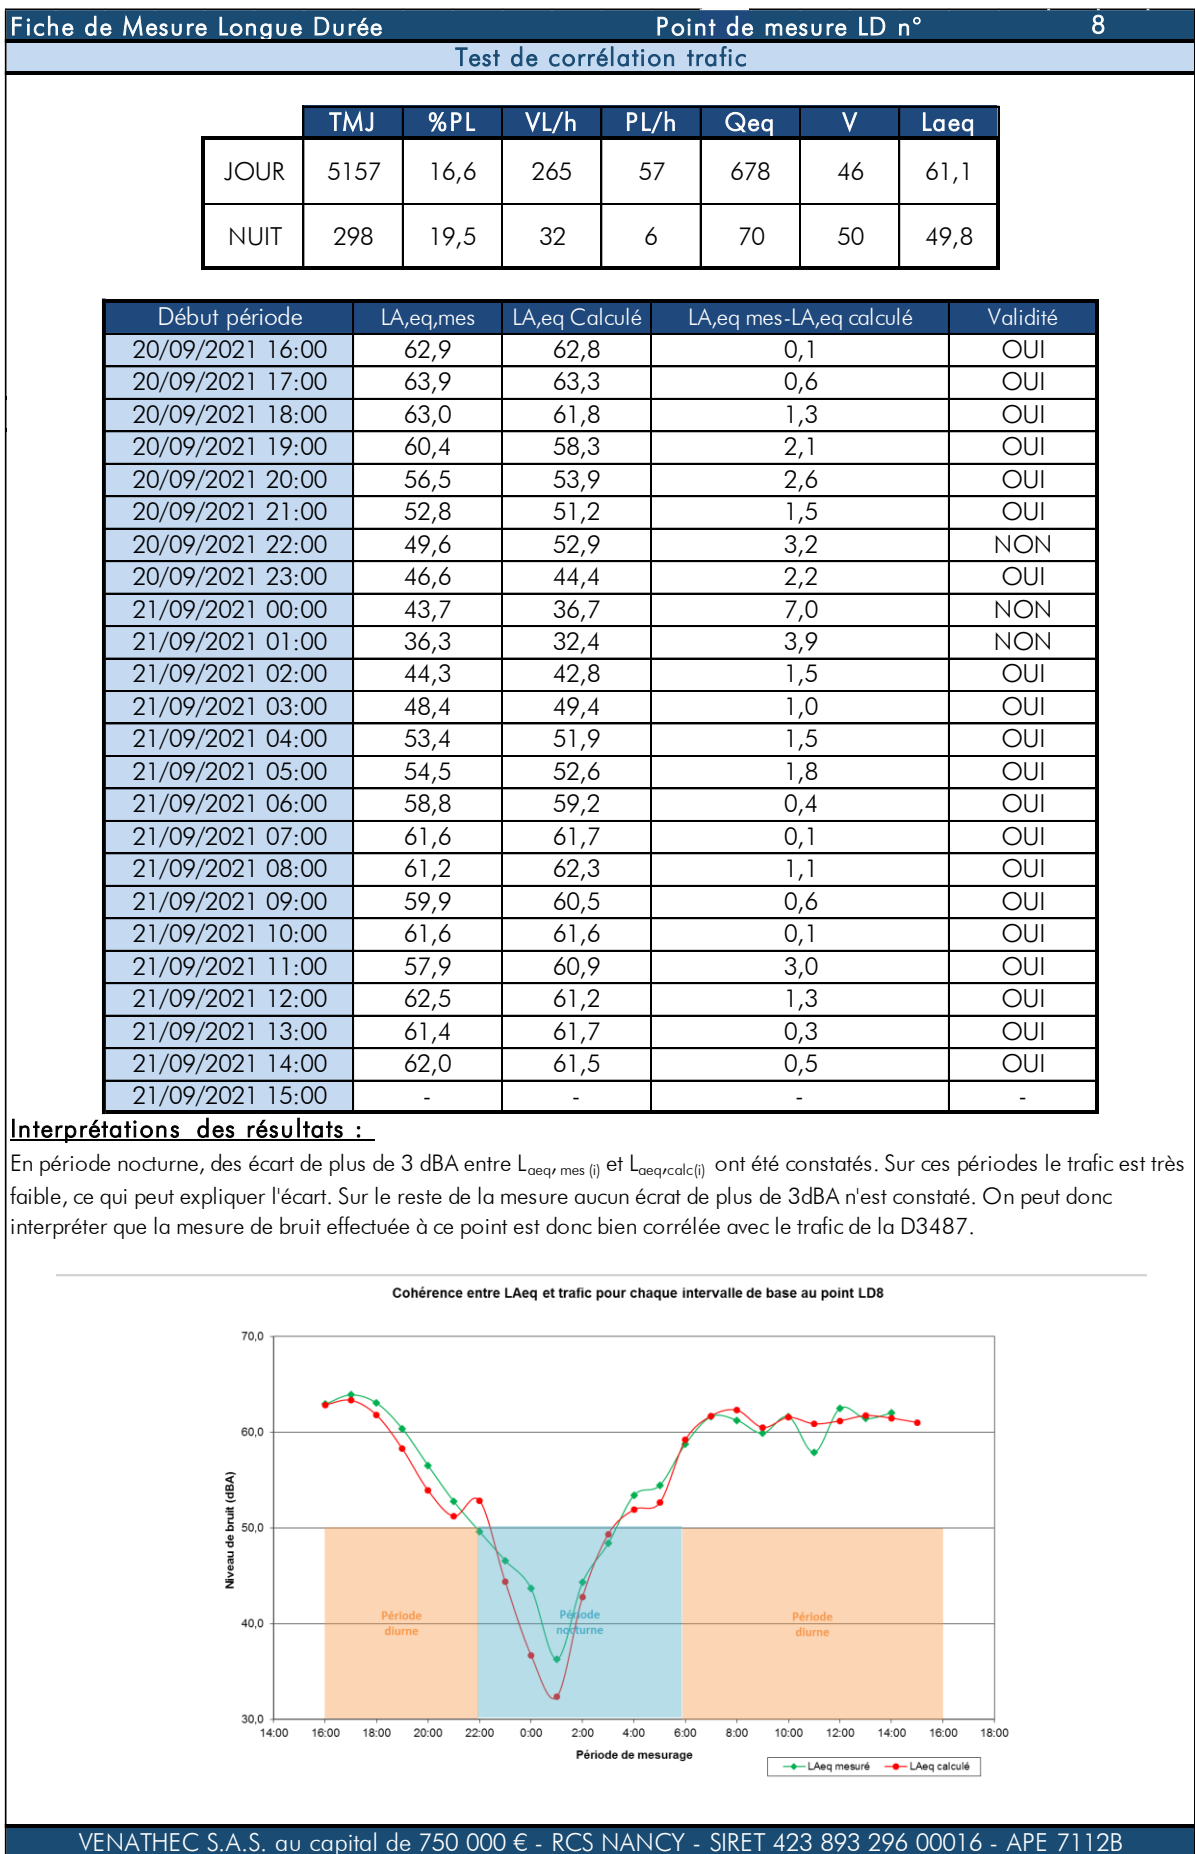 Fiche de Mesure Longue Durée Point de mesure LD n° 8
Test de corrélation trafic
TMJ %PL VL/h PL/h Qeq V Laeq
JOUR 5157 16,6 265 57 678 46 61,1
NUIT 298 19,5 32 6 70 50 49,8
Début période LA,eq,mes LA,eq Calculé LA,eq mes-LA,eq calculé Validité
20/09/2021 16:00 62,9 62,8 0,1 OUI
20/09/2021 17:00 63,9 63,3 0,6 OUI
20/09/2021 18:00 63,0 61,8 1,3 OUI
20/09/2021 19:00 60,4 58,3 2,1 OUI
20/09/2021 20:00 56,5 53,9 2,6 OUI
20/09/2021 21:00 52,8 51,2 1,5 OUI
20/09/2021 22:00 49,6 52,9 3,2 NON
20/09/2021 23:00 46,6 44,4 2,2 OUI
21/09/2021 00:00 43,7 36,7 7,0 NON
21/09/2021 01:00 36,3 32,4 3,9 NON
21/09/2021 02:00 44,3 42,8 1,5 OUI
21/09/2021 03:00 48,4 49,4 1,0 OUI
21/09/2021 04:00 53,4 51,9 1,5 OUI
21/09/2021 05:00 54,5 52,6 1,8 OUI
21/09/2021 06:00 58,8 59,2 0,4 OUI
21/09/2021 07:00 61,6 61,7 0,1 OUI
21/09/2021 08:00 61,2 62,3 1,1 OUI
21/09/2021 09:00 59,9 60,5 0,6 OUI
21/09/2021 10:00 61,6 61,6 0,1 OUI
21/09/2021 11:00 57,9 60,9 3,0 OUI
21/09/2021 12:00 62,5 61,2 1,3 OUI
21/09/2021 13:00 61,4 61,7 0,3 OUI
21/09/2021 14:00 62,0 61,5 0,5 OUI
21/09/2021 15:00 - - - -
Interprétations des résultats :
En période nocturne, des écart de plus de 3 dBA entre Laeq, mes (i) et Laeq,calc(i) ont été constatés. Sur ces périodes le trafic est très
faible, ce qui peut expliquer l'écart. Sur le reste de la mesure aucun écrat de plus de 3dBA n'est constaté. On peut donc
interpréter que la mesure de bruit effectuée à ce point est donc bien corrélée avec le trafic de la D3487.
Cohérence entre LAeq et trafic pour chaque intervalle de base au point LD8
70,0
60,0
50,0
40,0
30,0
Niveau de bruit (dBA)
Période
diurne
Période
nocturne
Période
diurne
14:00 16:00 18:00 20:00 22:00 0:00 2:00 4:00 6:00 8:00 10:00 12:00 14:00 16:00 18:00
Période de mesurage
LAeq mesuré LAeq calculé
VENATHEC S.A.S. au capital de 750 000 € - RCS NANCY - SIRET 423 893 296 00016 - APE 7112B